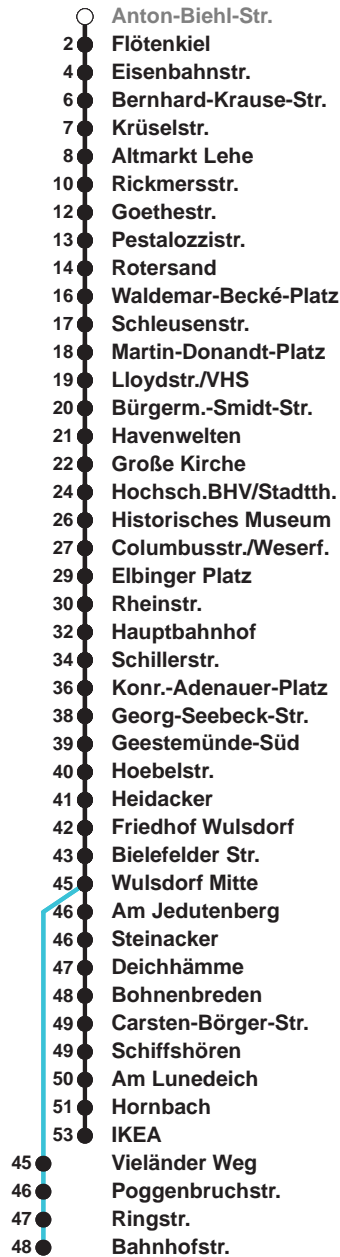 Anton-Biehl-Str.
2 Flötenkiel
4 Eisenbahnstr.
6 Bernhard-Krause-Str.
7 Krüselstr.
8 Altmarkt Lehe
10 Rickmersstr.
12 Goethestr.
13 Pestalozzistr.
14 Rotersand
16 Waldemar-Becké-Platz
17 Schleusenstr.
18 Martin-Donandt-Platz
19 Lloydstr./VHS
20 Bürgerm.-Smidt-Str.
21 Havenwelten
22 Große Kirche
24 Hochsch.BHV/Stadtth.
26 Historisches Museum
27 Columbusstr./Weserf.
29 Elbinger Platz
30 Rheinstr.
32 Hauptbahnhof
34 Schillerstr.
36 Konr.-Adenauer-Platz
38 Georg-Seebeck-Str.
39 Geestemünde-Süd
40 Hoebelstr.
41 Heidacker
42 Friedhof Wulsdorf
43 Bielefelder Str.
45 Wulsdorf Mitte
46 Am Jedutenberg
46 Steinacker
47 Deichhämme
48 Bohnenbreden
49 Carsten-Börger-Str.
49 Schiffshören
50 Am Lunedeich
51 Hornbach
53 IKEA
45 Vieländer Weg
46 Poggenbruchstr.
47 Ringstr.
48 Bahnhofstr.